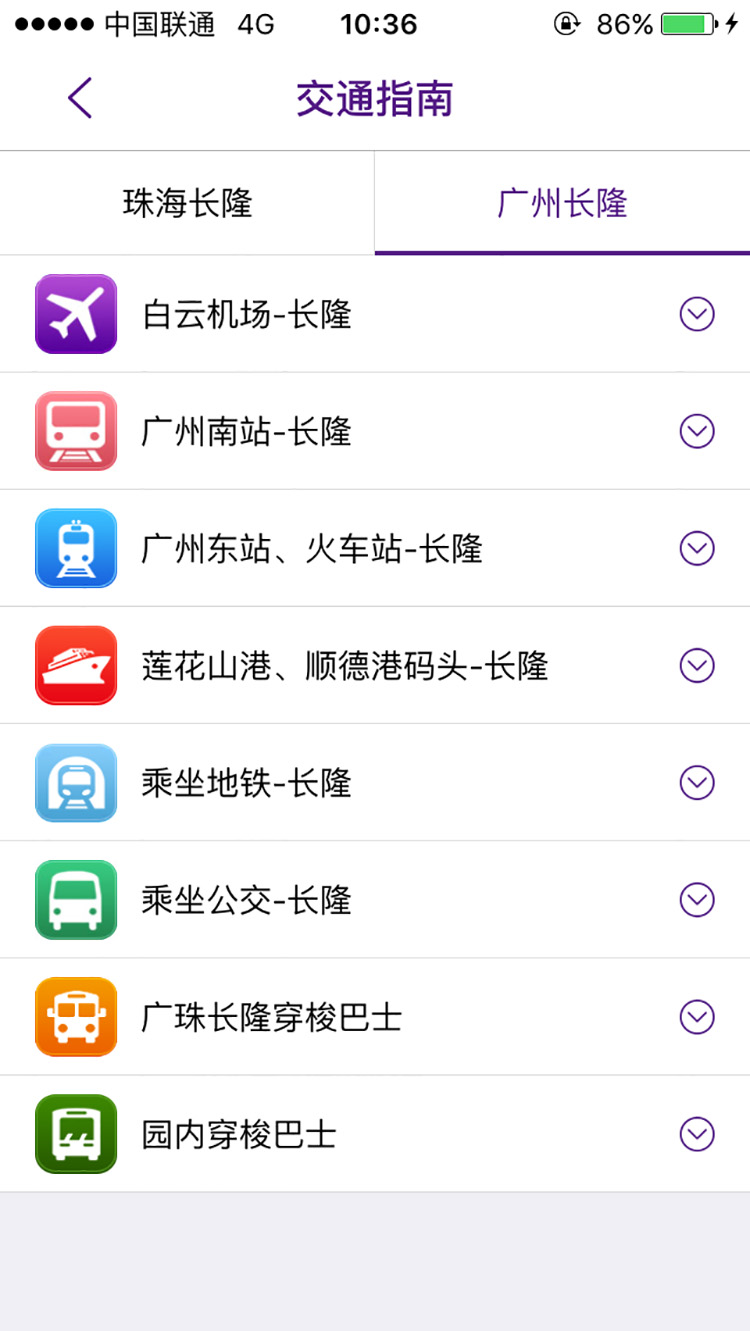 中国联通 4G 10:36 86%
交通指南
珠海长隆 广州长隆
白云机场-长隆
广州南站-长隆
广州东站、火车站-长隆
莲花山港、顺德港码头-长隆
乘坐地铁-长隆
乘坐公交-长隆
广珠长隆穿梭巴士
园内穿梭巴士